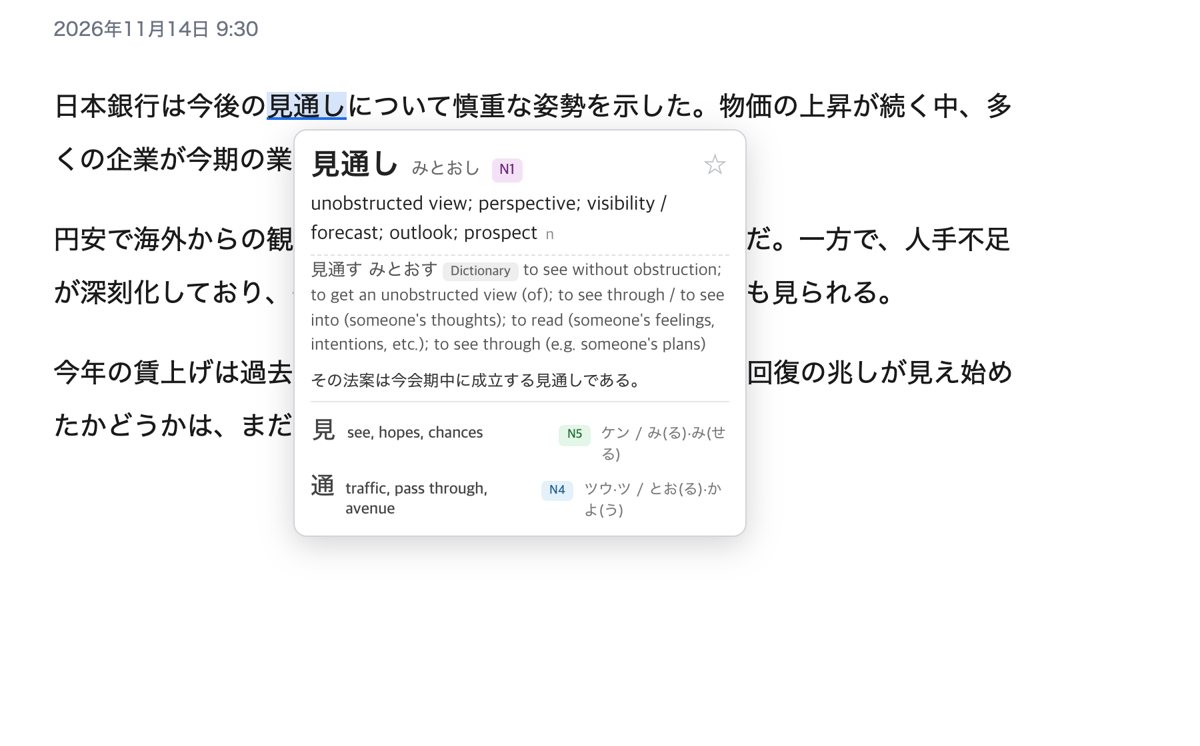 2026年11月14日 9:30
日本銀行は今後の見通しについて慎重な姿勢を示した。物価の上昇が続く中、多
くの企業が今期の業
円安で海外からの観
だ。一方で、人手不足
が深刻化しており、
も見られる。
今年の賃上げは過去
回復の兆しが見え始め
たかどうかは、まだ
見通し みとおし N1
unobstructed view; perspective; visibility /
forecast; outlook; prospect n
見通す みとおす Dictionary to see without obstruction;
to get an unobstructed view (of); to see through / to see
into (someone's thoughts); to read (someone's feelings,
intentions, etc.); to see through (e.g. someone's plans)
その法案は今会期中に成立する見通しである。
見 see, hopes, chances N5 ケン / み(る)·み(せ
る)
通 traffic, pass through, N4 ツウ·ツ / とお(る)·か
avenue よ(う)